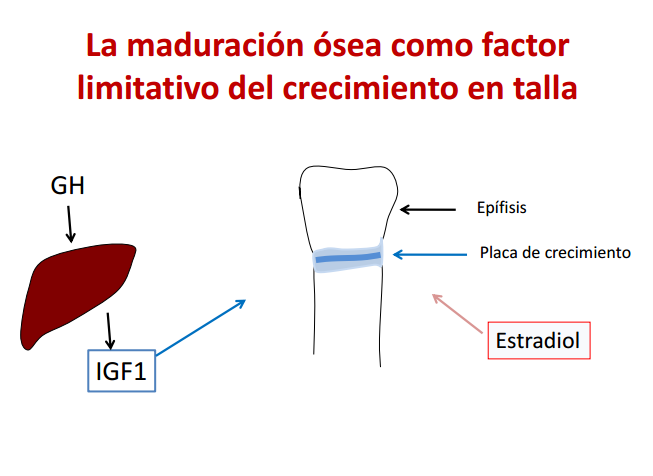 La maduración ósea como factor
limitativo del crecimiento en talla
GH
Epífisis
Placa de crecimiento
Estradiol
IGF1